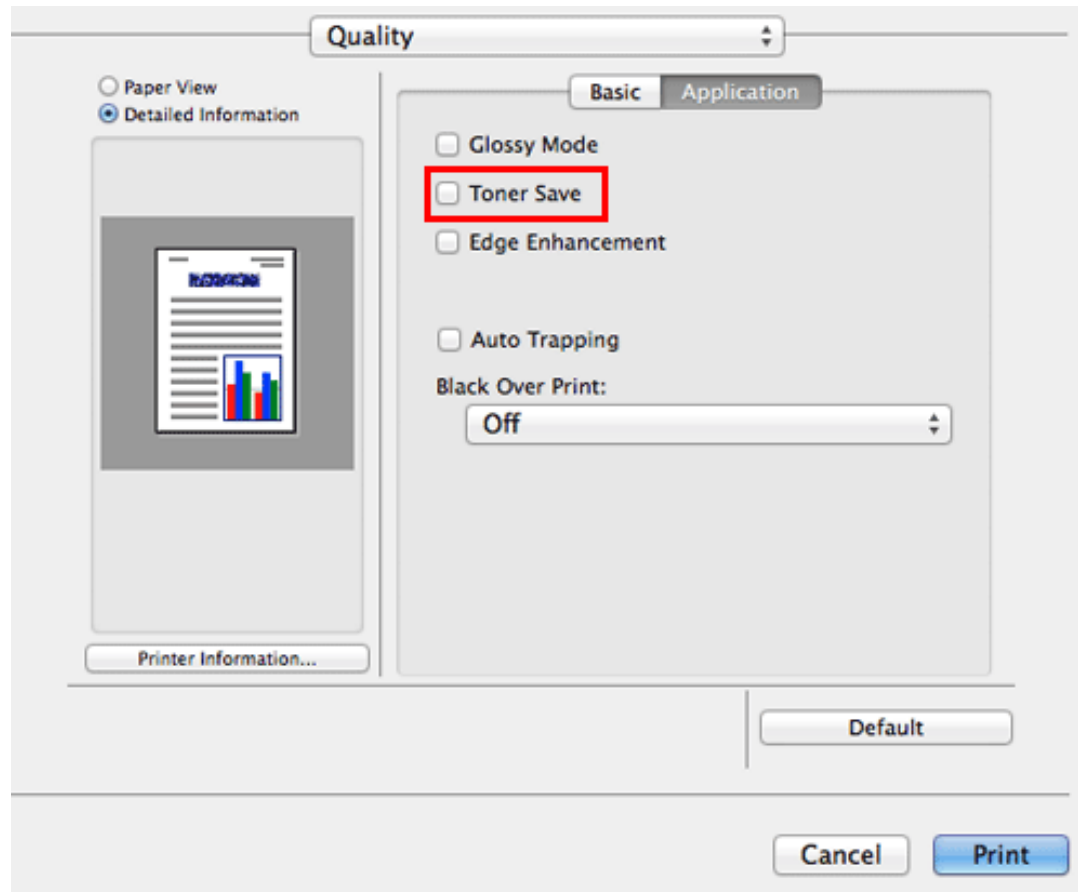 Quality
Paper View
Detailed Information
Printer Information...
Basic Application
Glossy Mode
Toner Save
Edge Enhancement
Auto Trapping
Black Over Print:
Off
Default
Cancel Print